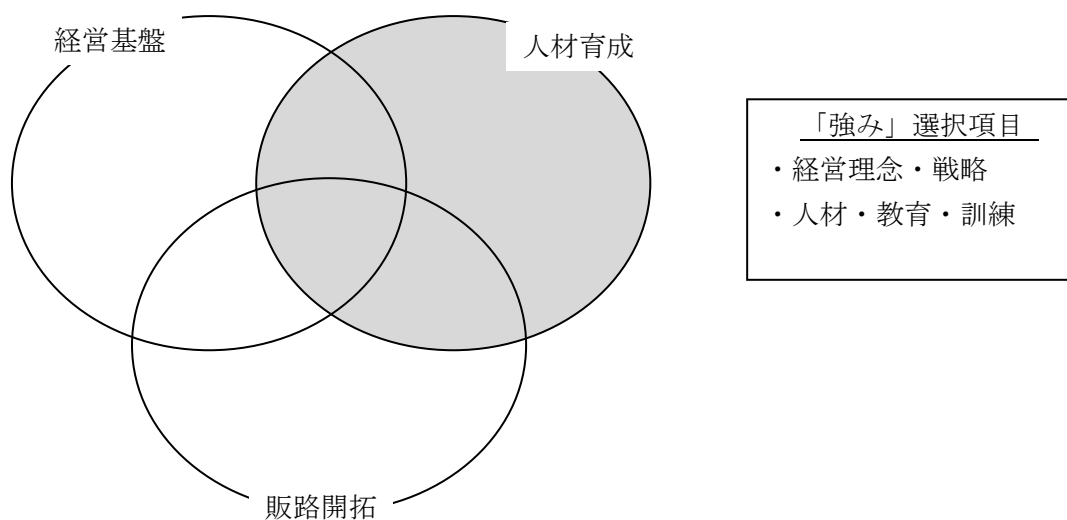 経営基盤
人材育成
「強み」選択項目
・経営理念・戦略
・人材・教育・訓練
販路開拓